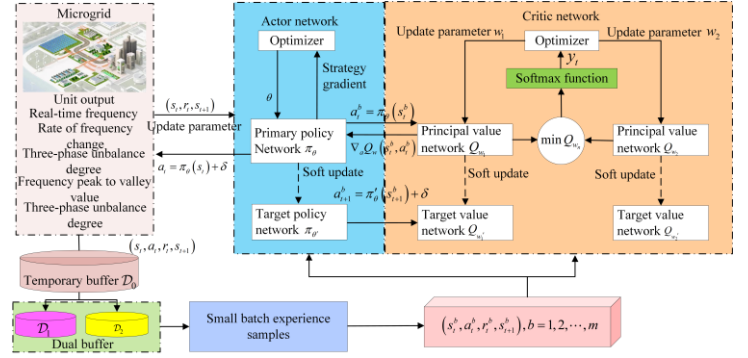 Microgrid
Unit output
Real-time frequency
Rate of frequency
change
Three-phase unbalance
degree
Frequency peak to valley
value
Three-phase unbalance
degree
(s_t, r_t, s_{t+1})
Update parameter
a_t = π_θ(s_t) + δ
(s_t, a_t, r_t, s_{t+1})
Temporary buffer D_0
D_1
D_2
Dual buffer
Actor network
Optimizer
Strategy
gradient
θ
Primary policy
Network π_θ
Soft update
Target policy
network π_θ'
a_t^b = π_θ(s_t^b)
∇_a Q_w(s_t^b, a_t^b)
a_{t+1}^b = π'_θ(s_{t+1}^b) + δ
Critic network
Update parameter w_1
Optimizer
Update parameter w_2
y_t
Softmax function
Principal value
network Q_{w_1}
min Q_{w_n}
Principal value
network Q_{w_2}
Soft update
Soft update
Target value
network Q_{w_1'}
Target value
network Q_{w_2'}
Small batch experience
samples
(s_t^b, a_t^b, r_t^b, s_{t+1}^b), b = 1, 2, ⋯, m